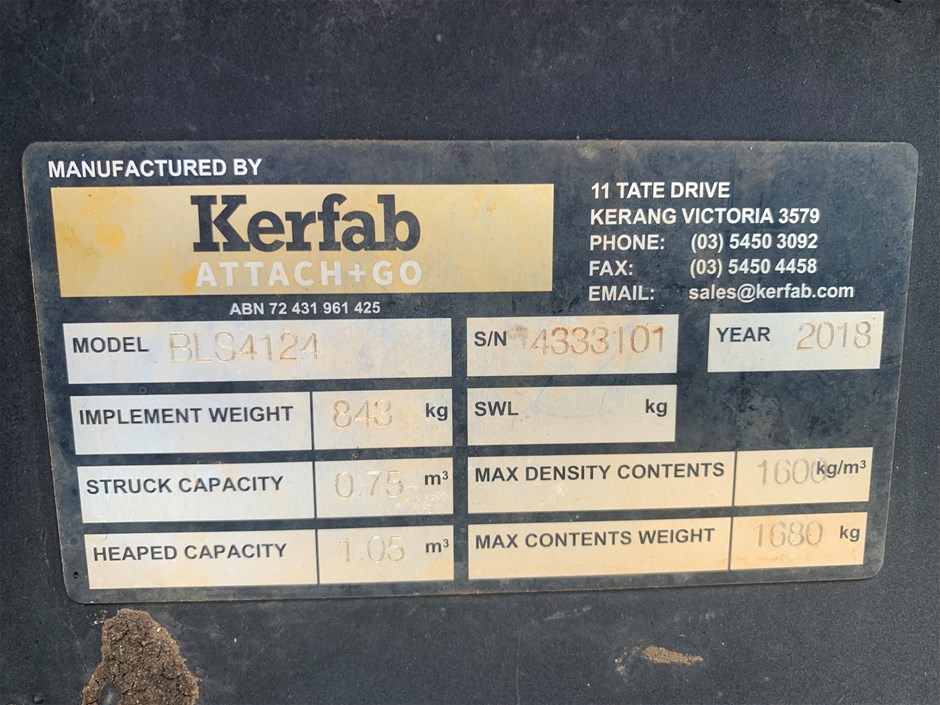 MANUFACTURED BY
Kerfab
ATTACH+GO
ABN 72 431 961 425
11 TATE DRIVE
KERANG VICTORIA 3579
PHONE: (03) 5450 3092
FAX: (03) 5450 4458
EMAIL: sales@kerfab.com
MODEL BLS4124
S/N 14333101
YEAR 2018
IMPLEMENT WEIGHT 843 kg
SWL kg
STRUCK CAPACITY 0.75 m³
MAX DENSITY CONTENTS 1600 kg/m³
HEAPED CAPACITY 1.05 m³
MAX CONTENTS WEIGHT 1680 kg